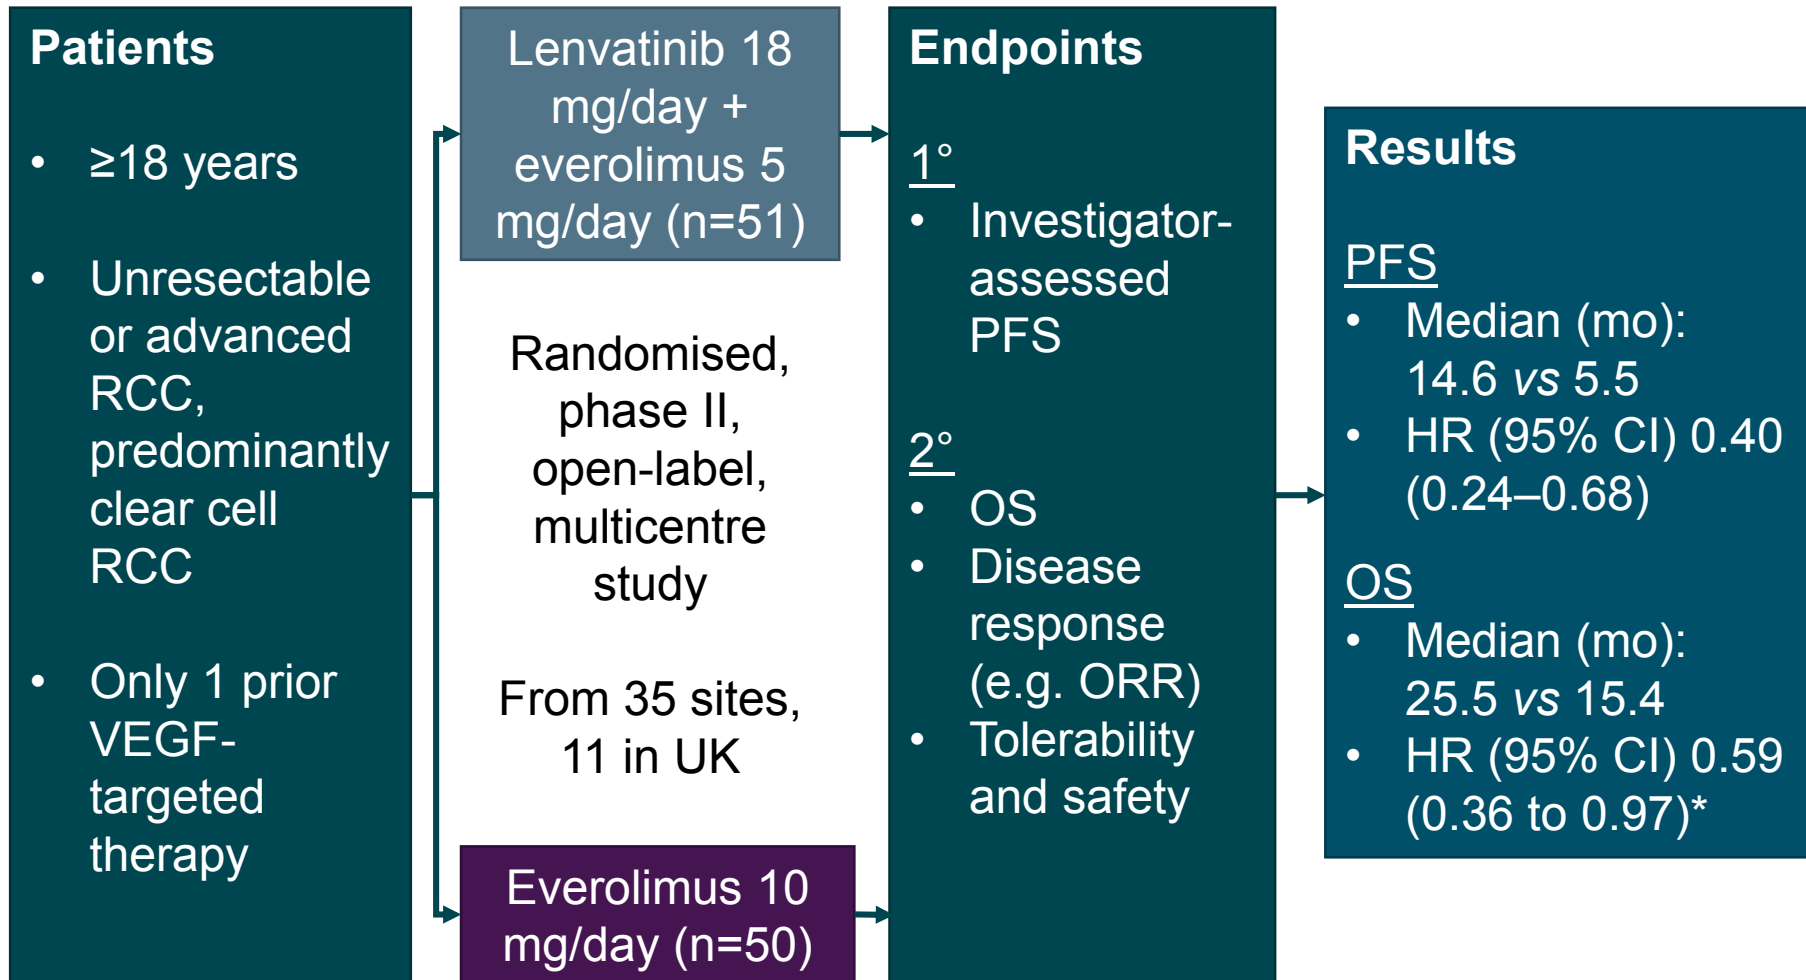 Patients
• ≥18 years
• Unresectable
or advanced
RCC,
predominantly
clear cell
RCC
• Only 1 prior
VEGF-
targeted
therapy
Lenvatinib 18
mg/day +
everolimus 5
mg/day (n=51)
Randomised,
phase II,
open-label,
multicentre
study
From 35 sites,
11 in UK
Everolimus 10
mg/day (n=50)
Endpoints
1°
• Investigator-
assessed
PFS
2°
• OS
• Disease
response
(e.g. ORR)
• Tolerability
and safety
Results
PFS
• Median (mo):
14.6 vs 5.5
• HR (95% CI) 0.40
(0.24–0.68)
OS
• Median (mo):
25.5 vs 15.4
• HR (95% CI) 0.59
(0.36 to 0.97)*